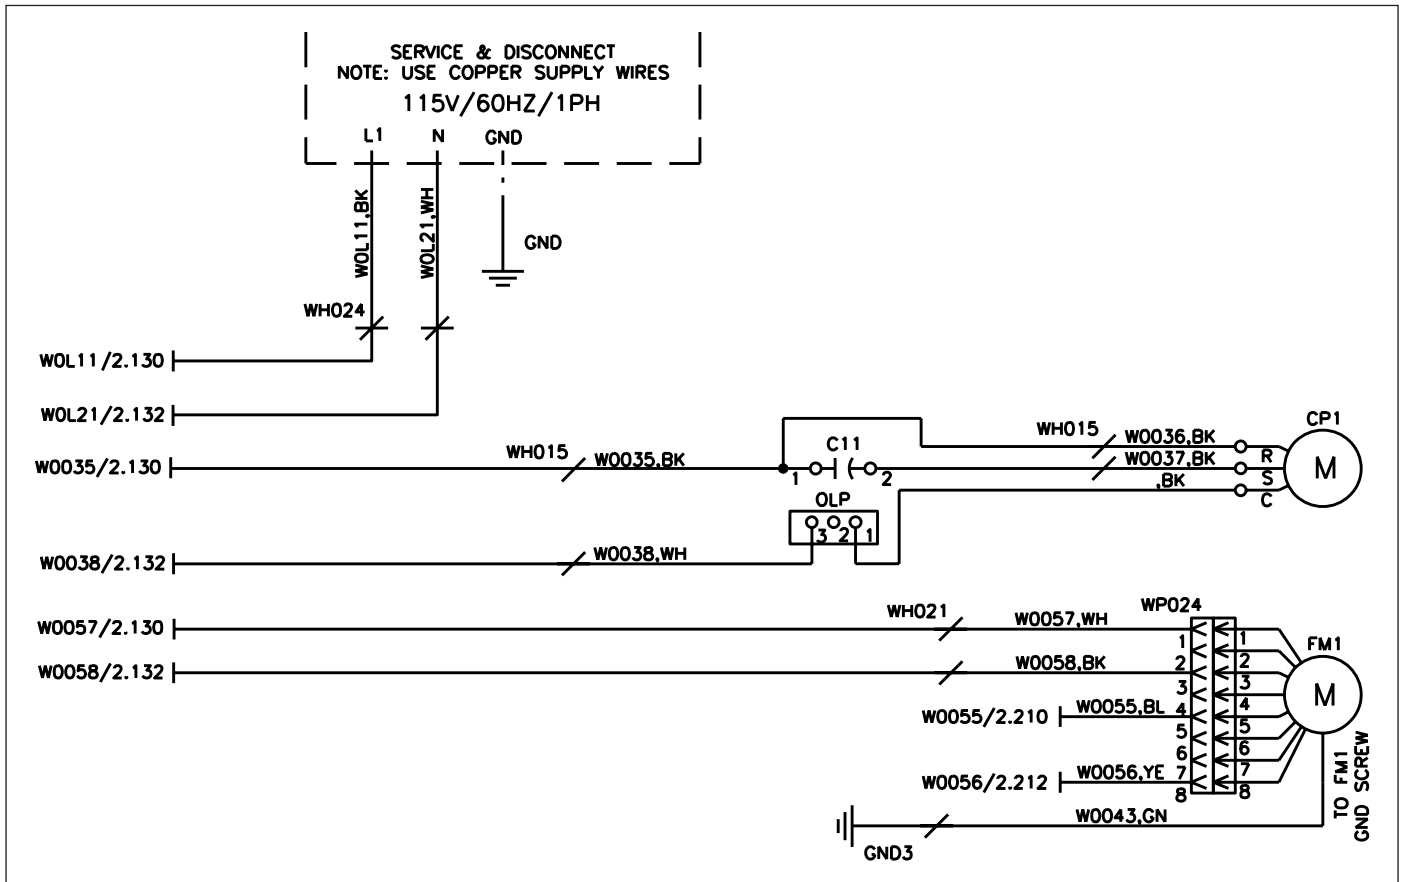 SERVICE & DISCONNECT
NOTE: USE COPPER SUPPLY WIRES
115V/60HZ/1PH
L1
N
GND
WOL11,BK
WOL21,WH
GND
WH024
WOL11/2.130
WOL21/2.132
W0035/2.130
WH015
W0035,BK
1
C11
2
WH015
W0036,BK
W0037,BK
,BK
R
S
C
CP1
M
OLP
3
2
1
W0038/2.132
W0038,WH
W0057/2.130
WH021
W0057,WH
WP024
W0058/2.132
W0058,BK
W0055/2.210
W0055,BL
W0056/2.212
W0056,YE
1
2
3
4
5
6
7
8
1
2
3
4
5
6
7
8
FM1
M
TO FM1
GND SCREW
W0043,GN
GND3